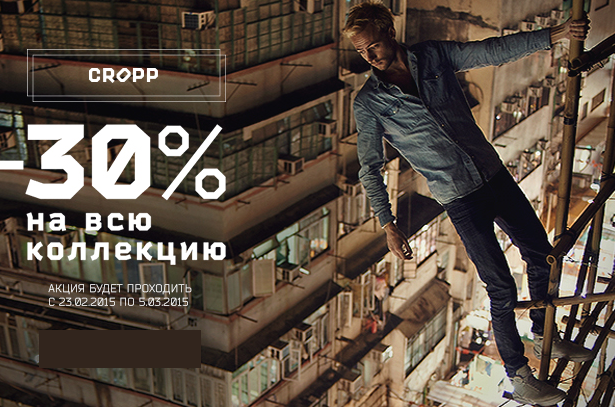 CROPP
-30%
на всю
коллекцию
АКЦИЯ БУДЕТ ПРОХОДИТЬ
С 23.02.2015 ПО 5.03.2015